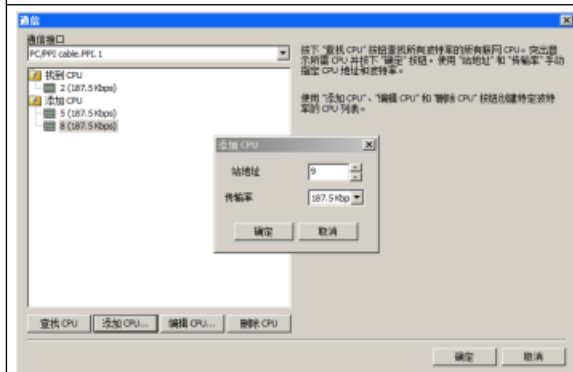 通信
通信接口
PC/PPI cable.PPI.1
按下 "查找 CPU" 按钮查找所有波特率的所有联网 CPU。突出显
示所需 CPU 并按下 "确定" 按钮。使用 "站地址" 和 "传输率" 手动
指定 CPU 地址和波特率。
使用 "添加 CPU"、"编辑 CPU" 和 "删除 CPU" 按钮创建特定波特
率的 CPU 列表。
找到 CPU
2 (187.5 Kbps)
添加 CPU
5 (187.5 Kbps)
8 (187.5 Kbps)
添加 CPU
站地址
9
传输率
187.5 Kbp
确定
取消
查找 CPU
添加 CPU...
编辑 CPU...
删除 CPU
确定
取消